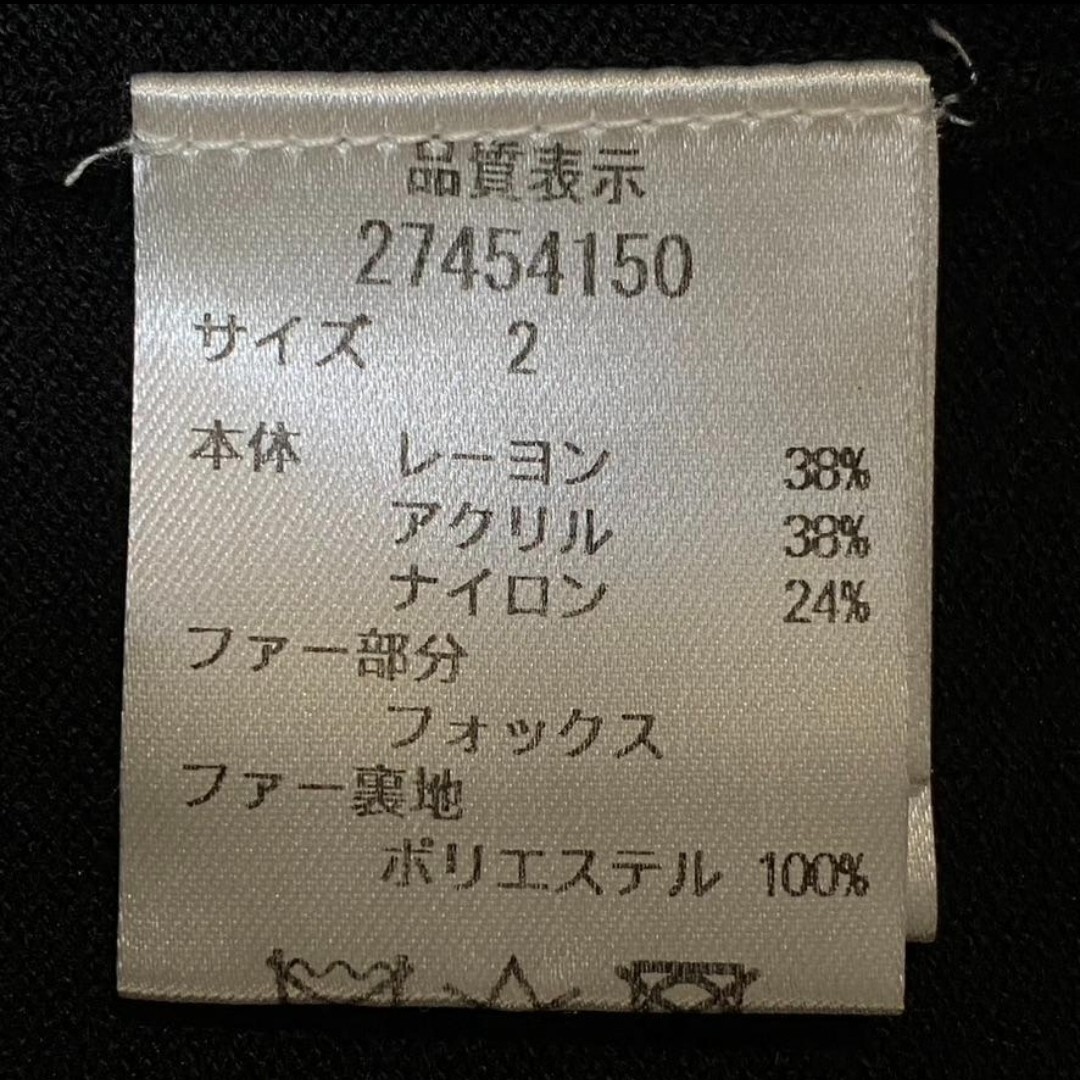 品質表示
27454150
サイズ 2
本体 レーヨン 38%
アクリル 38%
ナイロン 24%
ファー部分
フォックス
ファー裏地
ポリエステル 100%